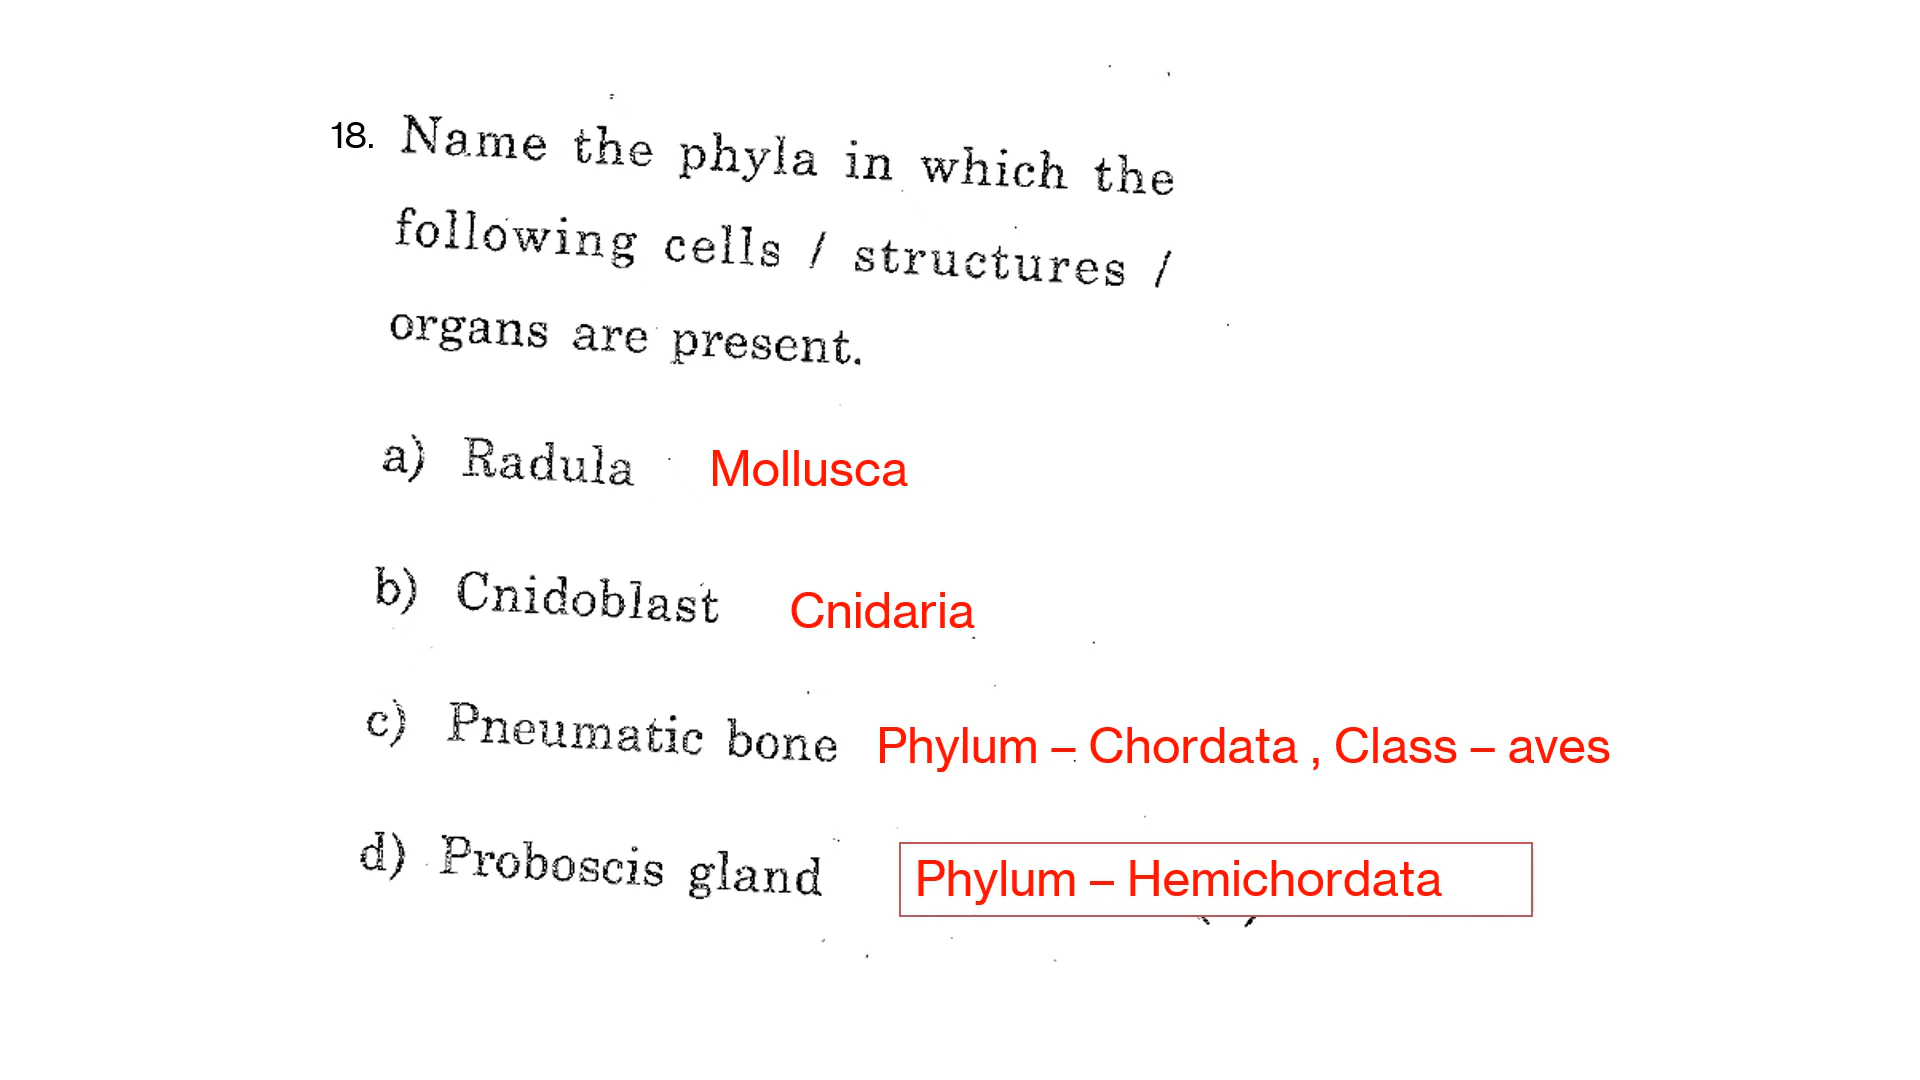 18. Name the phyla in which the
following cells / structures /
organs are present.
a) Radula Mollusca
b) Cnidoblast Cnidaria
c) Pneumatic bone Phylum – Chordata , Class – aves
d) Proboscis gland Phylum – Hemichordata